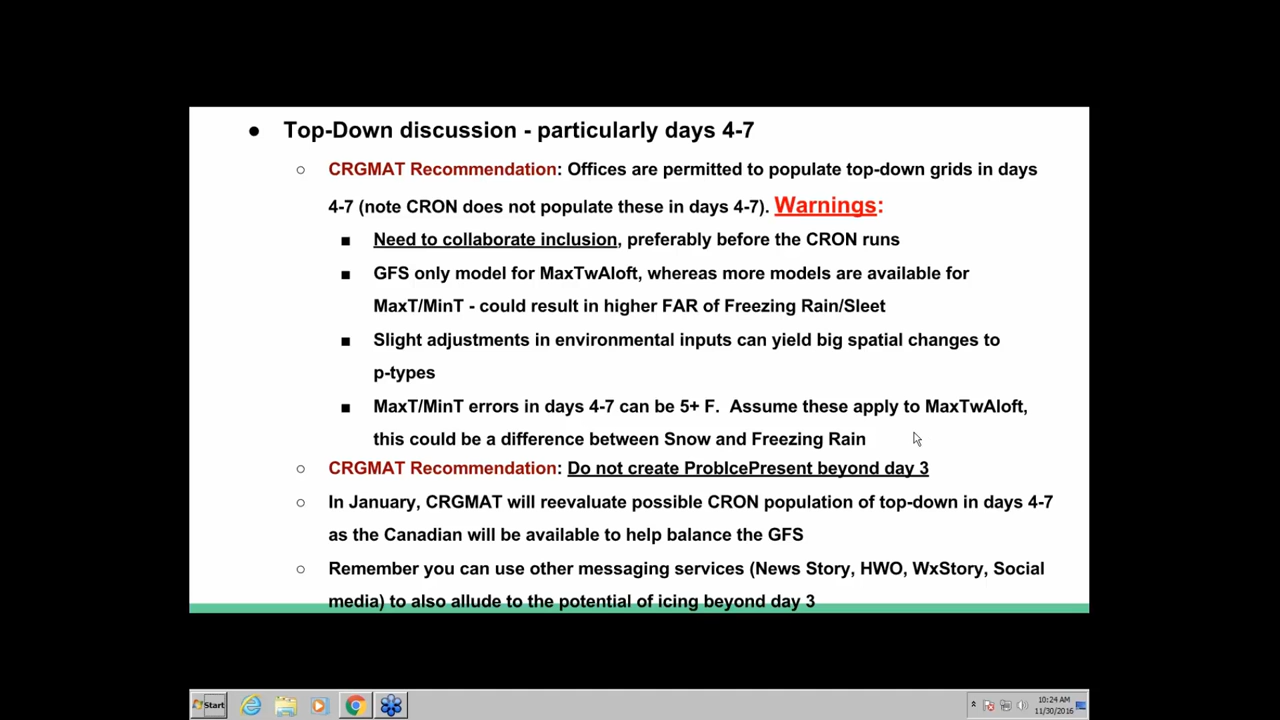 ● Top-Down discussion - particularly days 4-7
○ CRGMAT Recommendation: Offices are permitted to populate top-down grids in days
4-7 (note CRON does not populate these in days 4-7). Warnings:
■ Need to collaborate inclusion, preferably before the CRON runs
■ GFS only model for MaxTwAloft, whereas more models are available for
MaxT/MinT - could result in higher FAR of Freezing Rain/Sleet
■ Slight adjustments in environmental inputs can yield big spatial changes to
p-types
■ MaxT/MinT errors in days 4-7 can be 5+ F. Assume these apply to MaxTwAloft,
this could be a difference between Snow and Freezing Rain
○ CRGMAT Recommendation: Do not create ProbIcePresent beyond day 3
○ In January, CRGMAT will reevaluate possible CRON population of top-down in days 4-7
as the Canadian will be available to help balance the GFS
○ Remember you can use other messaging services (News Story, HWO, WxStory, Social
media) to also allude to the potential of icing beyond day 3
Start
10:24 AM
11/30/2016